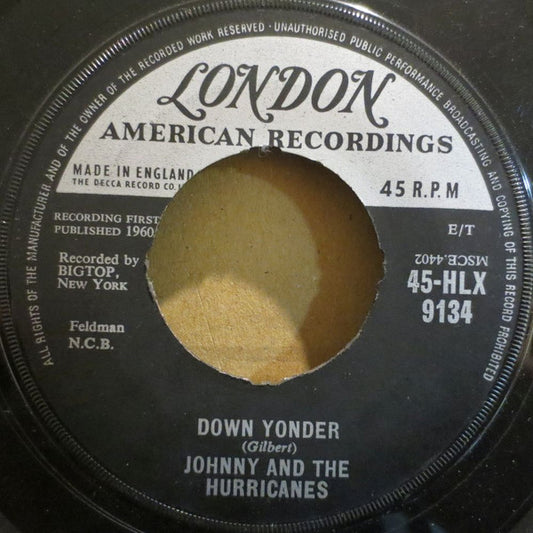 ALL RIGHTS OF THE MANUFACTURER AND OF THE OWNER OF THE RECORDED WORK RESERVED · UNAUTHORISED PUBLIC PERFORMANCE BROADCASTING AND COPYING OF THIS RECORD PROHIBITED
LONDON
AMERICAN RECORDINGS
MADE IN ENGLAND
THE DECCA RECORD CO.
45 R.P.M
RECORDING FIRST
PUBLISHED 1960
E/T
Recorded by
BIGTOP,
New York
MSCE.4402
45-HLX
9134
Feldman
N.C.B.
DOWN YONDER
(Gilbert)
JOHNNY AND THE
HURRICANES